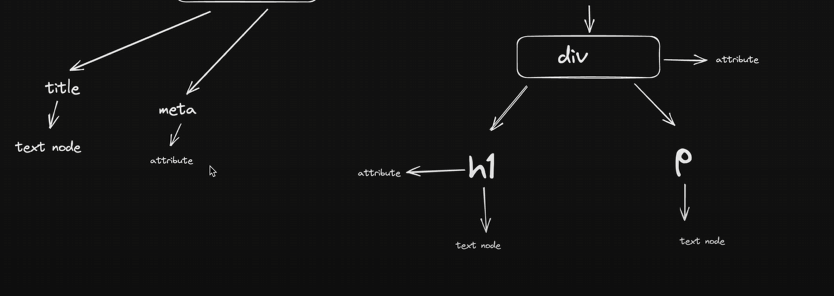 div
attribute
title
meta
text node
attribute
attribute
h1
p
text node
text node